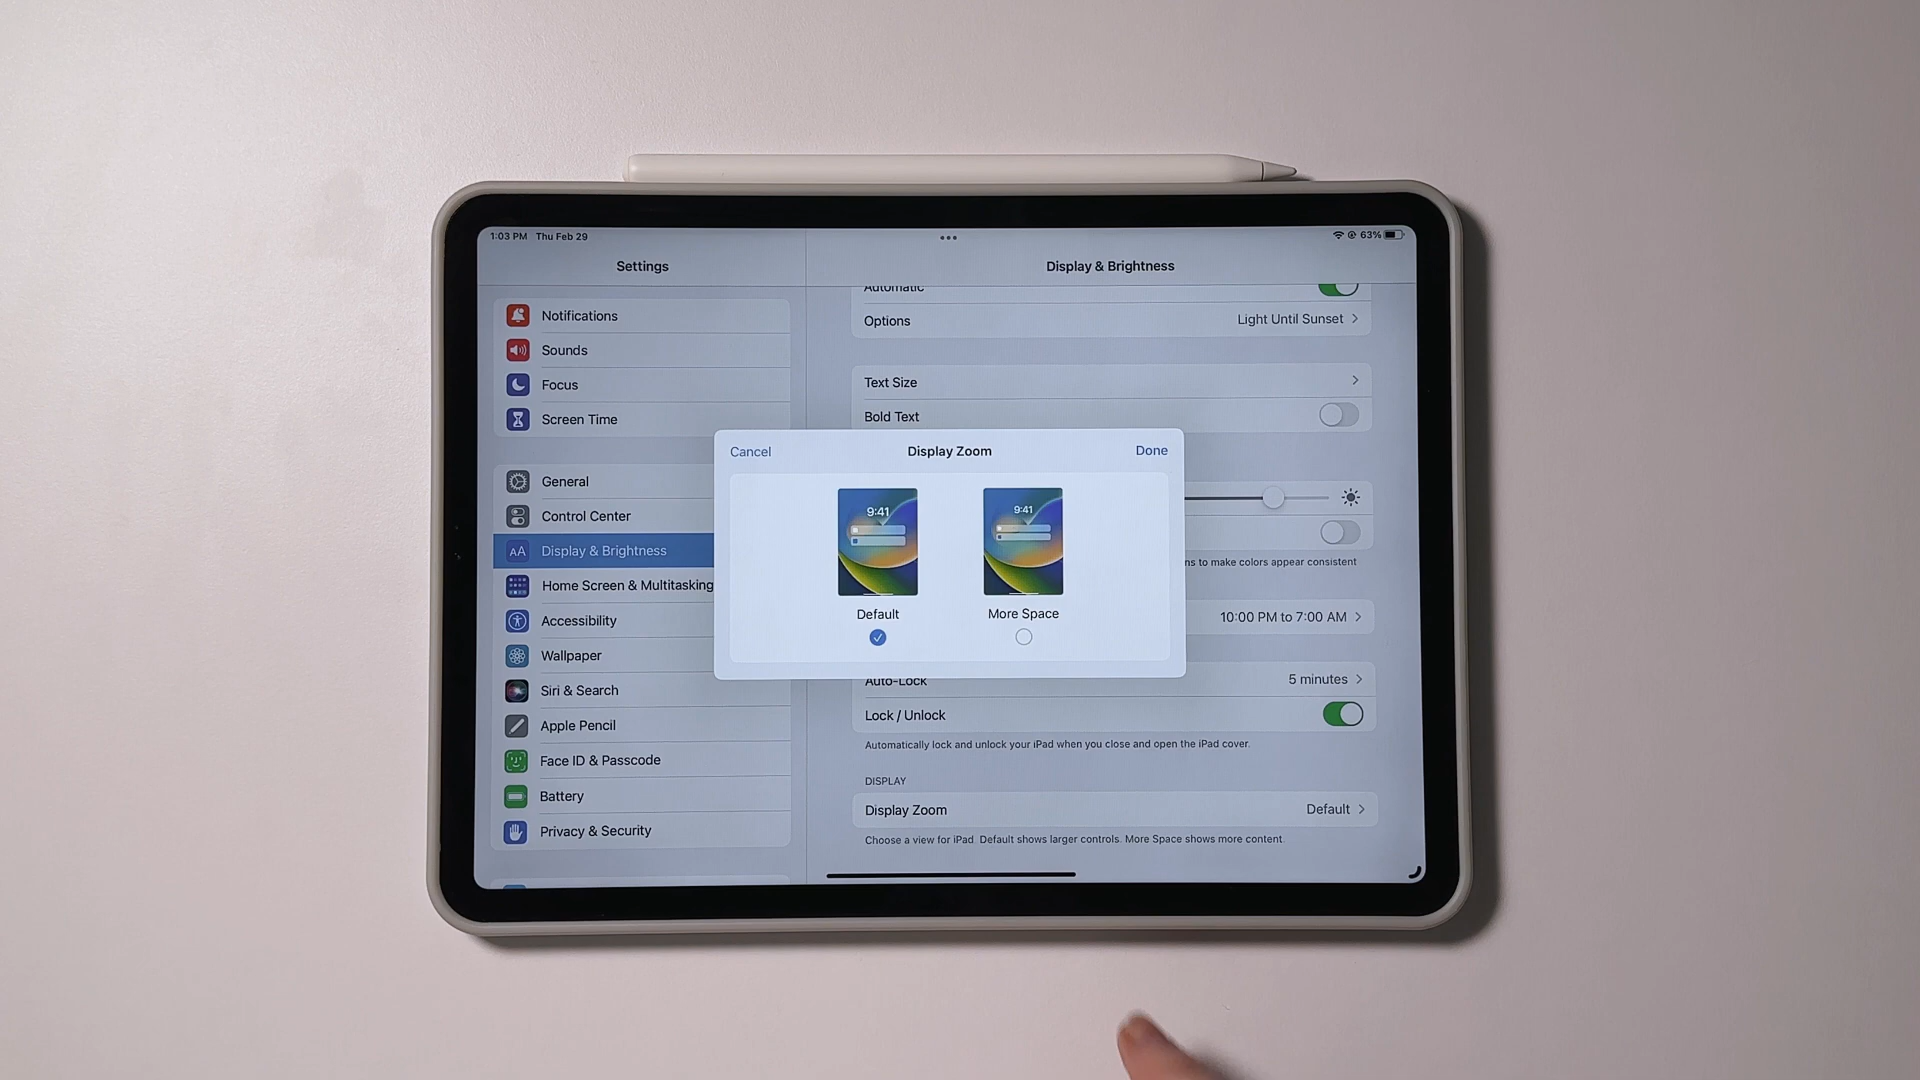 1:03 PM Thu Feb 29
63%
Settings
Notifications
Sounds
Focus
Screen Time
General
Control Center
AA Display & Brightness
Home Screen & Multitasking
Accessibility
Wallpaper
Siri & Search
Apple Pencil
Face ID & Passcode
Battery
Privacy & Security
Display & Brightness
Automatic
Options Light Until Sunset
Text Size
Bold Text
Cancel Display Zoom Done
9:41 9:41
Default More Space
ns to make colors appear consistent
10:00 PM to 7:00 AM
Auto-Lock 5 minutes
Lock / Unlock
Automatically lock and unlock your iPad when you close and open the iPad cover.
DISPLAY
Display Zoom Default
Choose a view for iPad. Default shows larger controls. More Space shows more content.